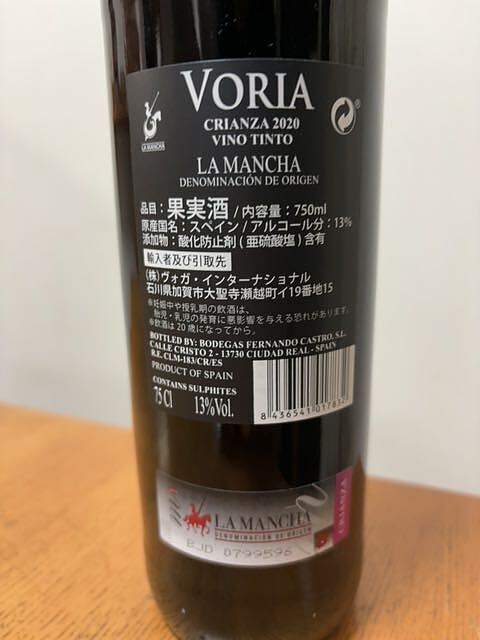 VORIA
CRIANZA 2020
VINO TINTO
LA MANCHA
LA MANCHA
DENOMINACIÓN DE ORIGEN
品目：果実酒 / 内容量：750ml
原産国名：スペイン / アルコール分：13%
添加物：酸化防止剤 ( 亜硫酸塩 ) 含有
輸入者及び引取先
(株) ヴォガ・インターナショナル
石川県加賀市大聖寺瀬越町イ19番地15
※妊娠中や授乳期の飲酒は、
胎児・乳児の発育に悪影響を与える恐れがあります。
※飲酒は20歳になってから。
BOTTLED BY: BODEGAS FERNANDO CASTRO, S.L.
CALLE CRISTO 2 - 13730 CIUDAD REAL - SPAIN
R.E. CLM-183/CR/ES
PRODUCT OF SPAIN
CONTAINS SULPHITES
75 Cl 13%Vol.
LA MANCHA
DENOMINACIÓN DE ORIGEN
CRIANZA
BJD 0799596